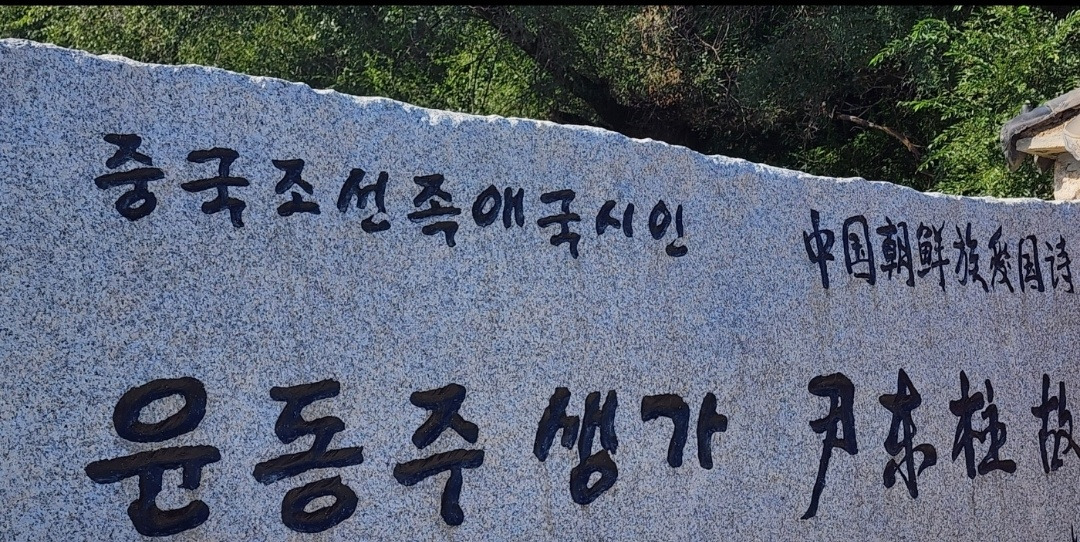 중국조선족애국시인
中国朝鲜族爱国诗
윤동주생가
尹东柱故